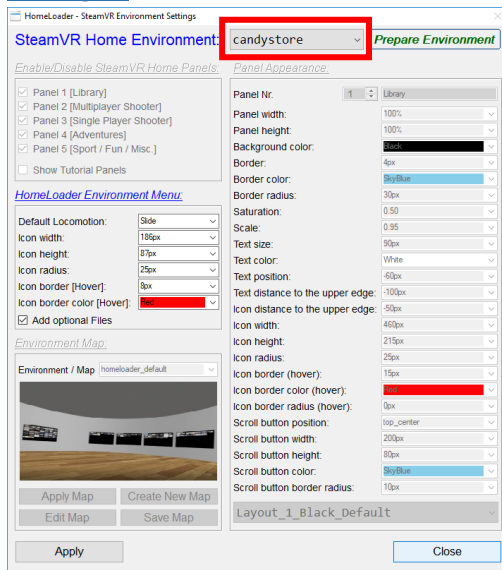 HomeLoader - SteamVR Environment Settings
SteamVR Home Environment:
candystore
Prepare Environment
Enable/Disable SteamVR Home Panels:
Panel 1 [Library]
Panel 2 [Multiplayer Shooter]
Panel 3 [Single Player Shooter]
Panel 4 [Adventures]
Panel 5 [Sport / Fun / Misc.]
Show Tutorial Panels
HomeLoader Environment Menu:
Default Locomotion: Slide
Icon width: 186px
Icon height: 87px
Icon radius: 25px
Icon border [Hover]: 8px
Icon border color [Hover]: Red
Add optional Files
Environment Map:
Environment / Map homeloader_default
Apply Map Create New Map
Edit Map Save Map
Panel Appearance:
Panel Nr. 1 Library
Panel width: 100%
Panel height: 100%
Background color: Black
Border: 4px
Border color: SkyBlue
Border radius: 30px
Saturation: 0.50
Scale: 0.95
Text size: 90px
Text color: White
Text position: -60px
Text distance to the upper edge: -100px
Icon distance to the upper edge: -50px
Icon width: 460px
Icon height: 215px
Icon radius: 25px
Icon border (hover): 15px
Icon border color (hover): Red
Icon border radius (hover): 0px
Scroll button position: top_center
Scroll button width: 200px
Scroll button height: 80px
Scroll button color: SkyBlue
Scroll button border radius: 10px
Layout_1_Black_Default
Apply
Close